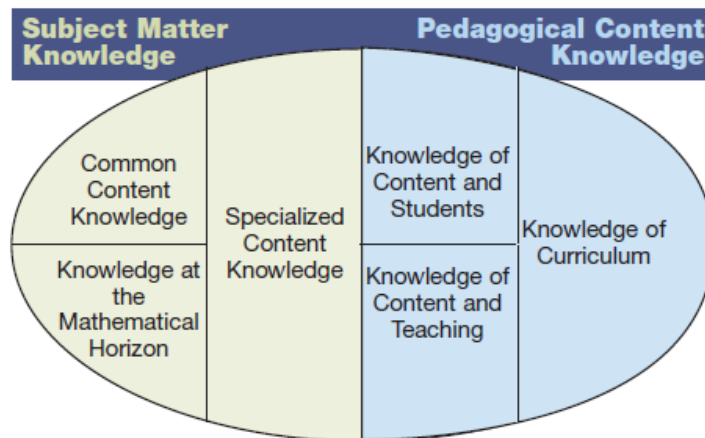 Subject Matter
Knowledge
Pedagogical Content
Knowledge
Common
Content
Knowledge
Knowledge at
the
Mathematical
Horizon
Specialized
Content
Knowledge
Knowledge of
Content and
Students
Knowledge of
Content and
Teaching
Knowledge of
Curriculum